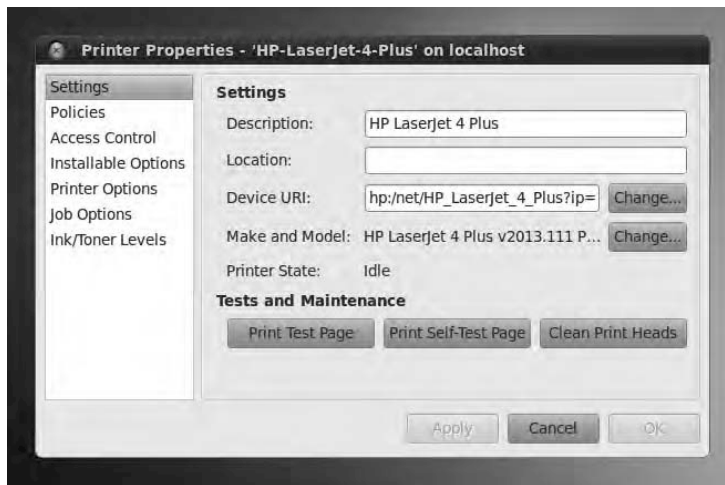 Printer Properties - 'HP-LaserJet-4-Plus' on localhost
Settings
Policies
Access Control
Installable Options
Printer Options
Job Options
Ink/Toner Levels
Settings
Description: HP LaserJet 4 Plus
Location:
Device URI: hp:/net/HP_LaserJet_4_Plus?ip= Change...
Make and Model: HP LaserJet 4 Plus v2013.111 P... Change...
Printer State: Idle
Tests and Maintenance
Print Test Page Print Self-Test Page Clean Print Heads
Apply Cancel OK